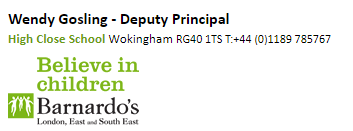 Wendy Gosling - Deputy Principal
High Close School Wokingham RG40 1TS T:+44 (0)1189 785767
Believe in
children
Barnardo's
London, East and South East